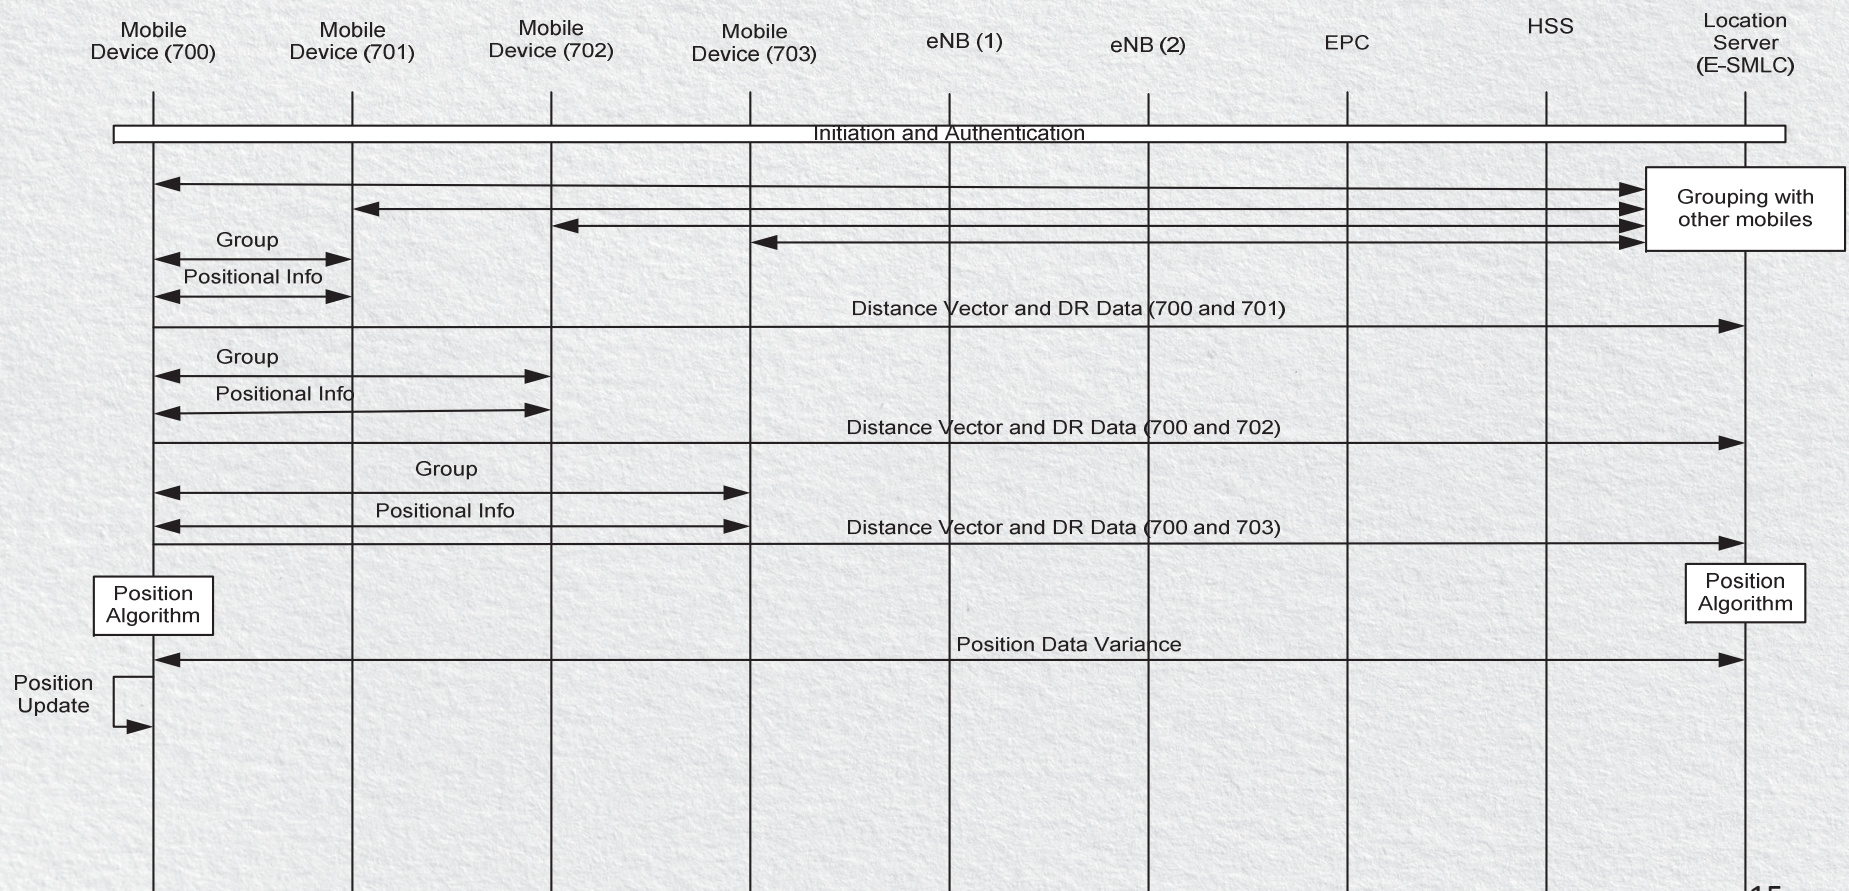 Mobile
Device (700)
Mobile
Device (701)
Mobile
Device (702)
Mobile
Device (703)
eNB (1)
eNB (2)
EPC
HSS
Location
Server
(E-SMLC)
Initiation and Authentication
Grouping with
other mobiles
Group
Positional Info
Distance Vector and DR Data (700 and 701)
Group
Positional Info
Distance Vector and DR Data (700 and 702)
Group
Positional Info
Distance Vector and DR Data (700 and 703)
Position
Algorithm
Position
Algorithm
Position Data Variance
Position
Update